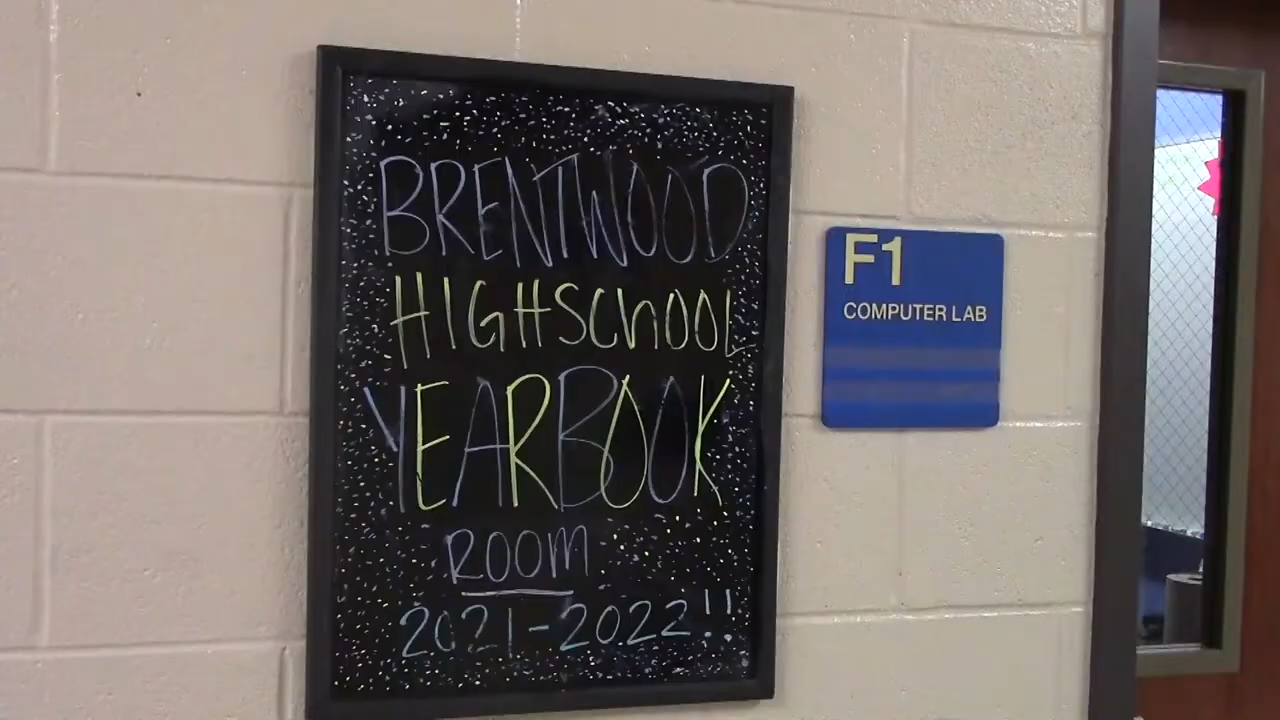 BRENTWOOD
HIGHSCHOOL
YEARBOOK
ROOM
2021-2022!!
F1
COMPUTER LAB